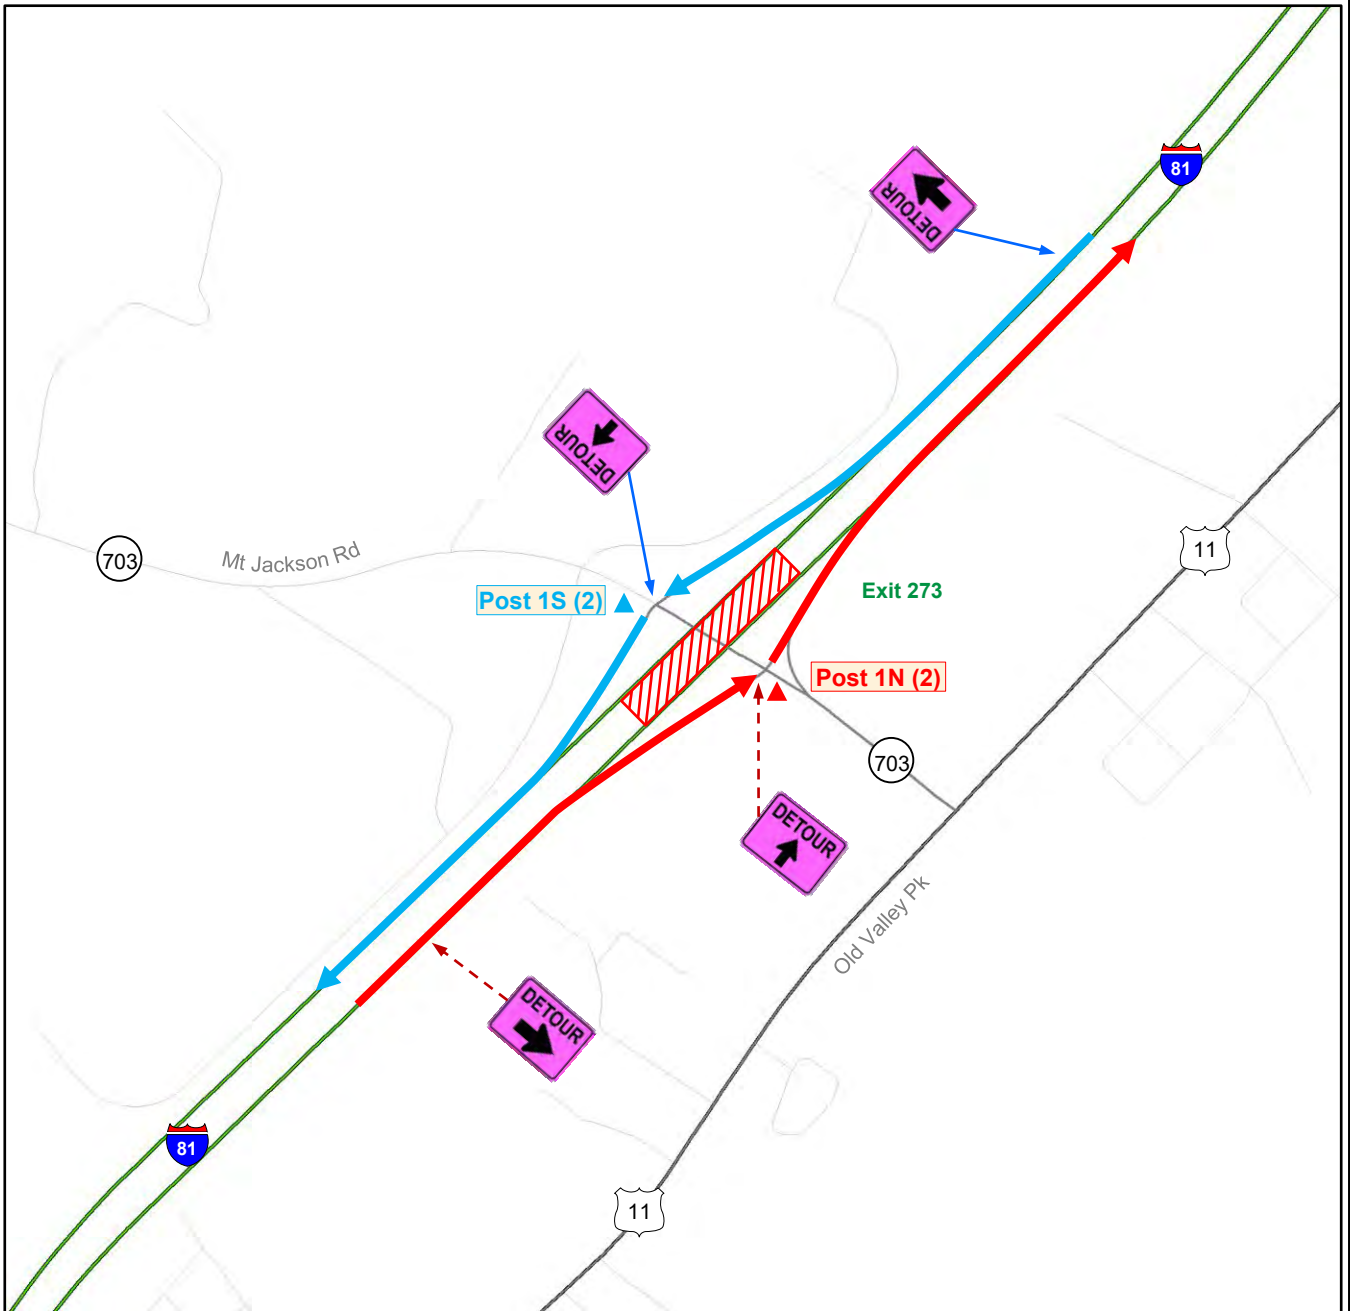 81
DETOUR
DETOUR
11
703
Mt Jackson Rd
Exit 273
Post 1S (2)
Post 1N (2)
703
DETOUR
Old Valley Pk
DETOUR
81
11